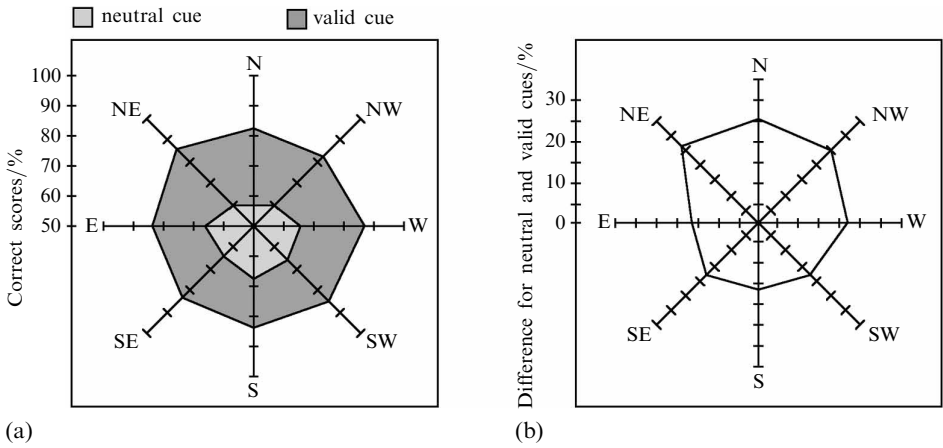 neutral cue
valid cue
Correct scores/%
100
90
80
70
60
50
N
NE
NW
E
W
SE
SW
S
(a)
Difference for neutral and valid cues/%
30
20
10
0
N
NE
NW
E
W
SE
SW
S
(b)